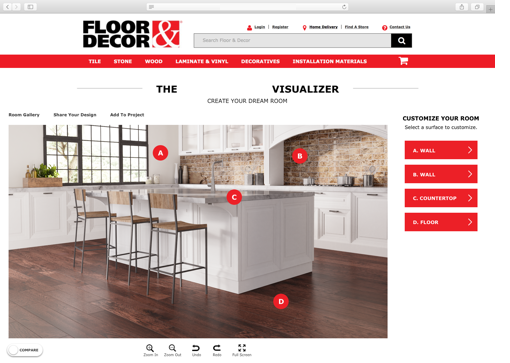 FLOOR & DECOR
Login | Register
Home Delivery | Find A Store
Contact Us
Search Floor & Decor
TILE STONE WOOD LAMINATE & VINYL DECORATIVES INSTALLATION MATERIALS
THE VISUALIZER
CREATE YOUR DREAM ROOM
Room Gallery Share Your Design Add To Project
CUSTOMIZE YOUR ROOM
Select a surface to customize.
A
B
C
D
A. WALL
B. WALL
C. COUNTERTOP
D. FLOOR
COMPARE
Zoom In Zoom Out Undo Redo Full Screen